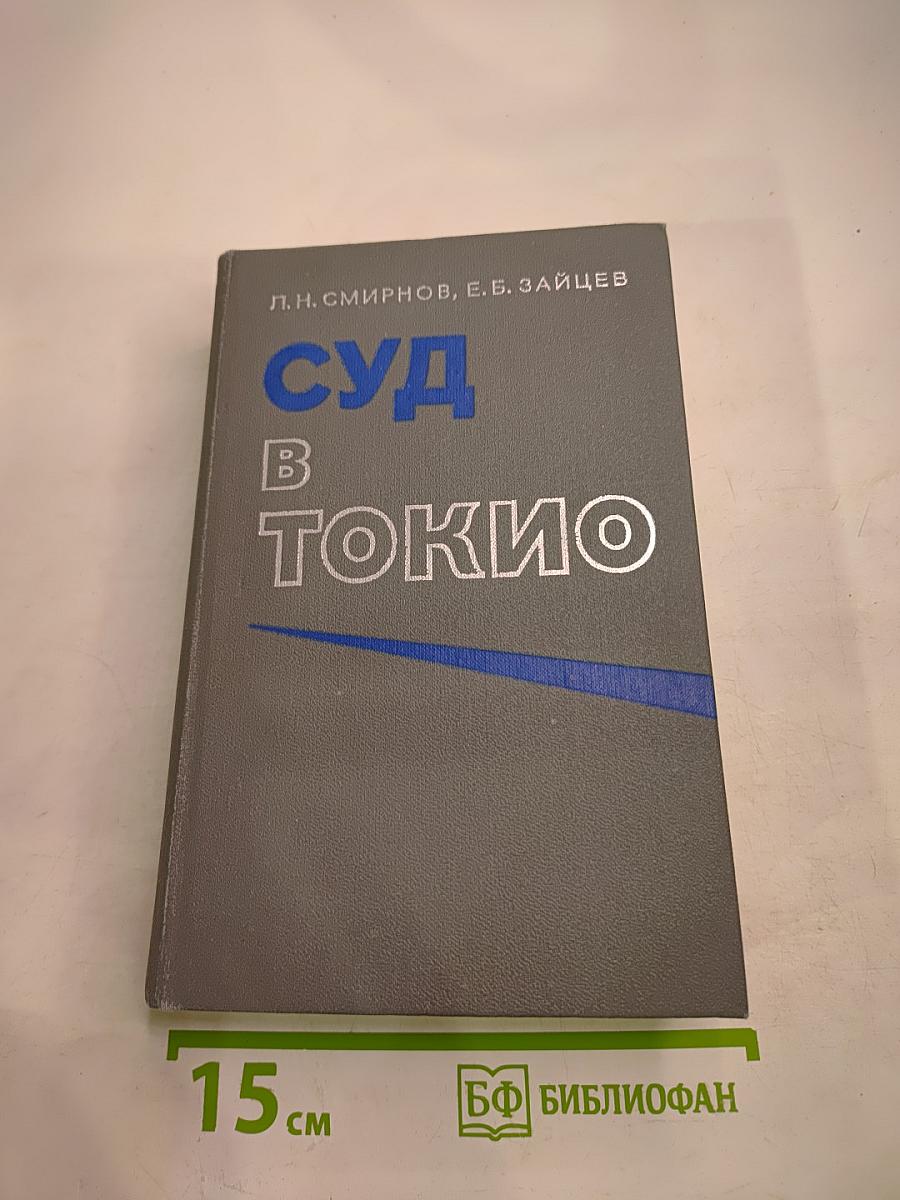 Л.Н. СМИРНОВ, Е.Б. ЗАЙЦЕВ
СУД
В
ТОКИО
15 см
БФ БИБЛИОФАН